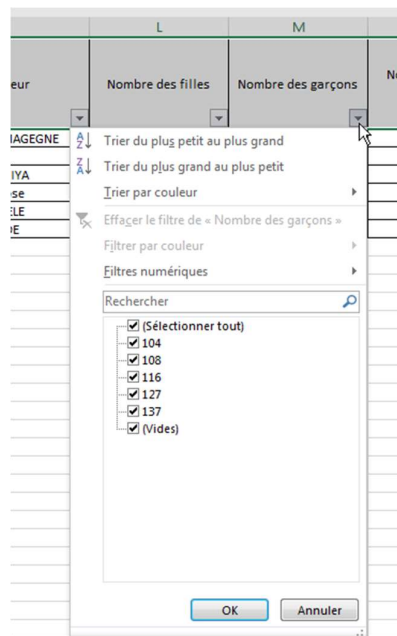 L M
eur Nombre des filles Nombre des garçons N
IAGEGNE
IYA
ose
ELE
DE
Trier du plus petit au plus grand
Trier du plus grand au plus petit
Trier par couleur
Effacer le filtre de « Nombre des garçons »
Filtrer par couleur
Filtres numériques
Rechercher
(Sélectionner tout)
104
108
116
127
137
(Vides)
OK Annuler